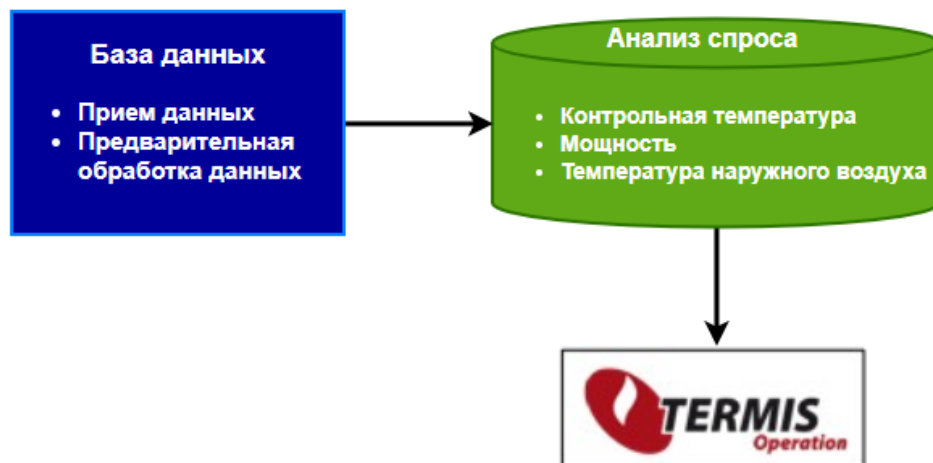 База данных
• Прием данных
• Предварительная
обработка данных
Анализ спроса
• Контрольная температура
• Мощность
• Температура наружного воздуха
TERMIS
Operation